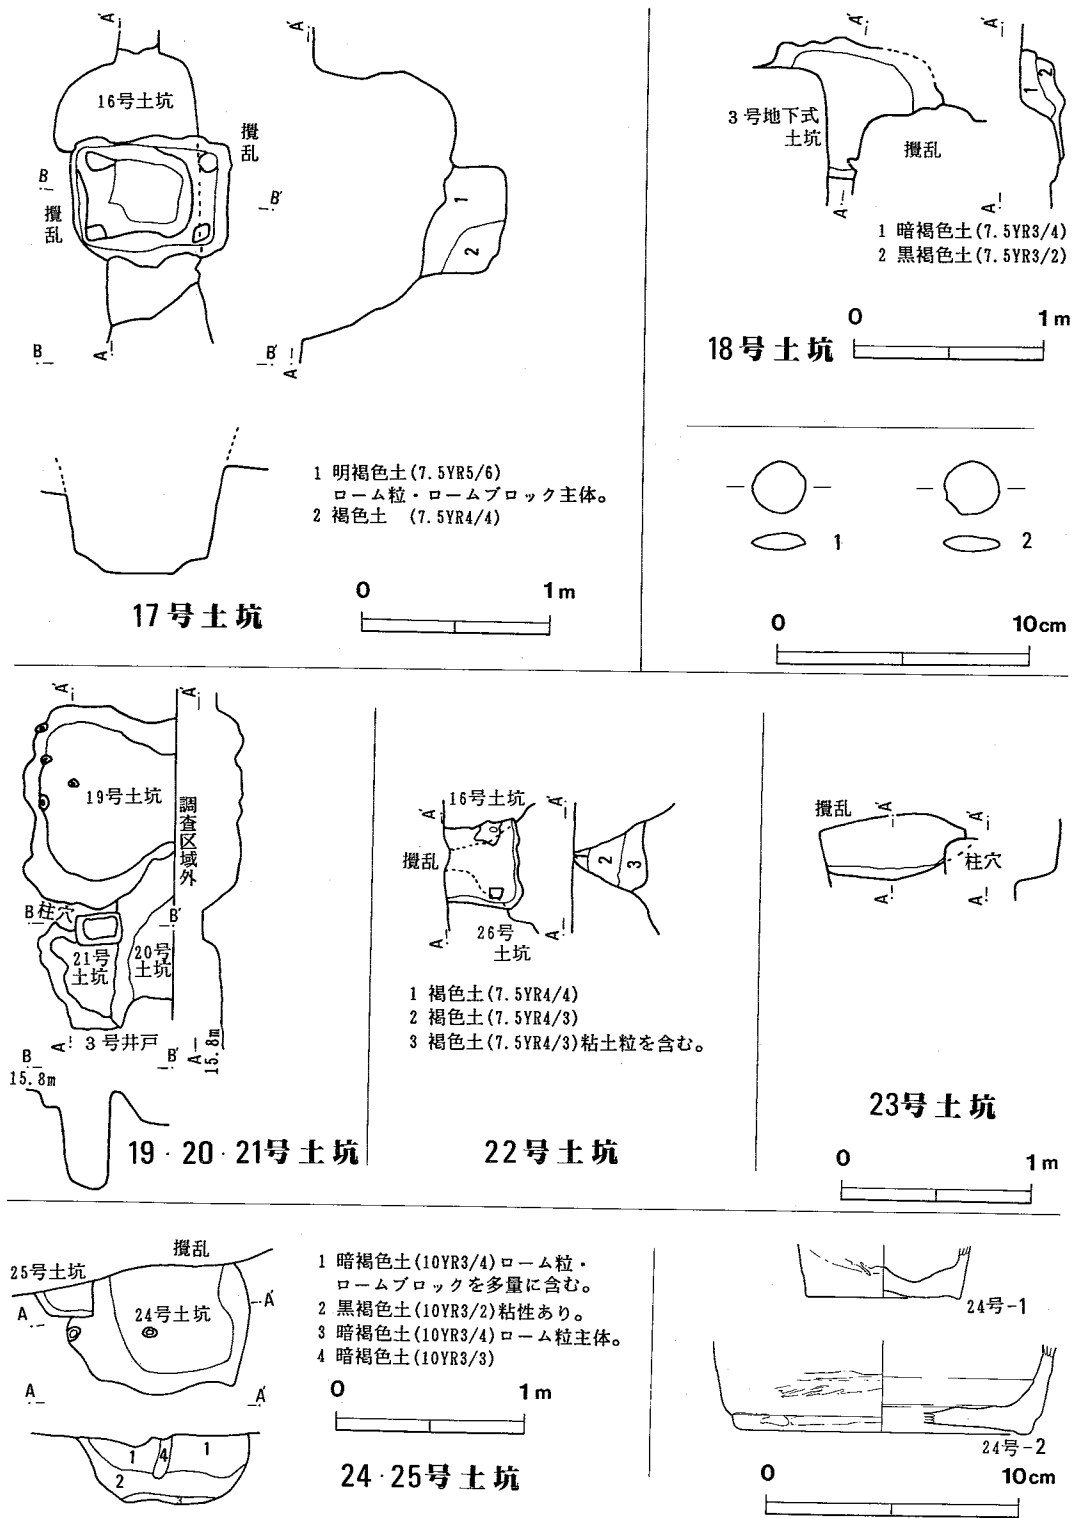 A A′
16号土坑
攪乱
B B′
攪乱
1
2
A A
B B′
1 明褐色土(7.5YR5/6)
ローム粒・ロームブロック主体。
2 褐色土 (7.5YR4/4)
0 1m
17号土坑
A′ A′
3号地下式
土坑
攪乱
1 2
A A
1 暗褐色土(7.5YR3/4)
2 黒褐色土(7.5YR3/2)
0 1m
18号土坑
1 2
0 10cm
A′ A′
19号土坑
調査区域外
B 柱穴 B′
21号
土坑
20号
土坑
A 3号井戸
B B′ A
15.8m 15.8m
19・20・21号土坑
16号土坑
A′ A′
攪乱
2 3
A A
26号
土坑
1 褐色土(7.5YR4/4)
2 褐色土(7.5YR4/3)
3 褐色土(7.5YR4/3)粘土粒を含む。
22号土坑
攪乱
A′ A′
柱穴
A A
23号土坑
0 1m
攪乱
25号土坑
24号土坑
A A′
A A′
1 4 1
2
3
1 暗褐色土(10YR3/4)ローム粒・
ロームブロックを多量に含む。
2 黒褐色土(10YR3/2)粘性あり。
3 暗褐色土(10YR3/4)ローム粒主体。
4 暗褐色土(10YR3/3)
0 1m
24・25号土坑
24号-1
24号-2
0 10cm